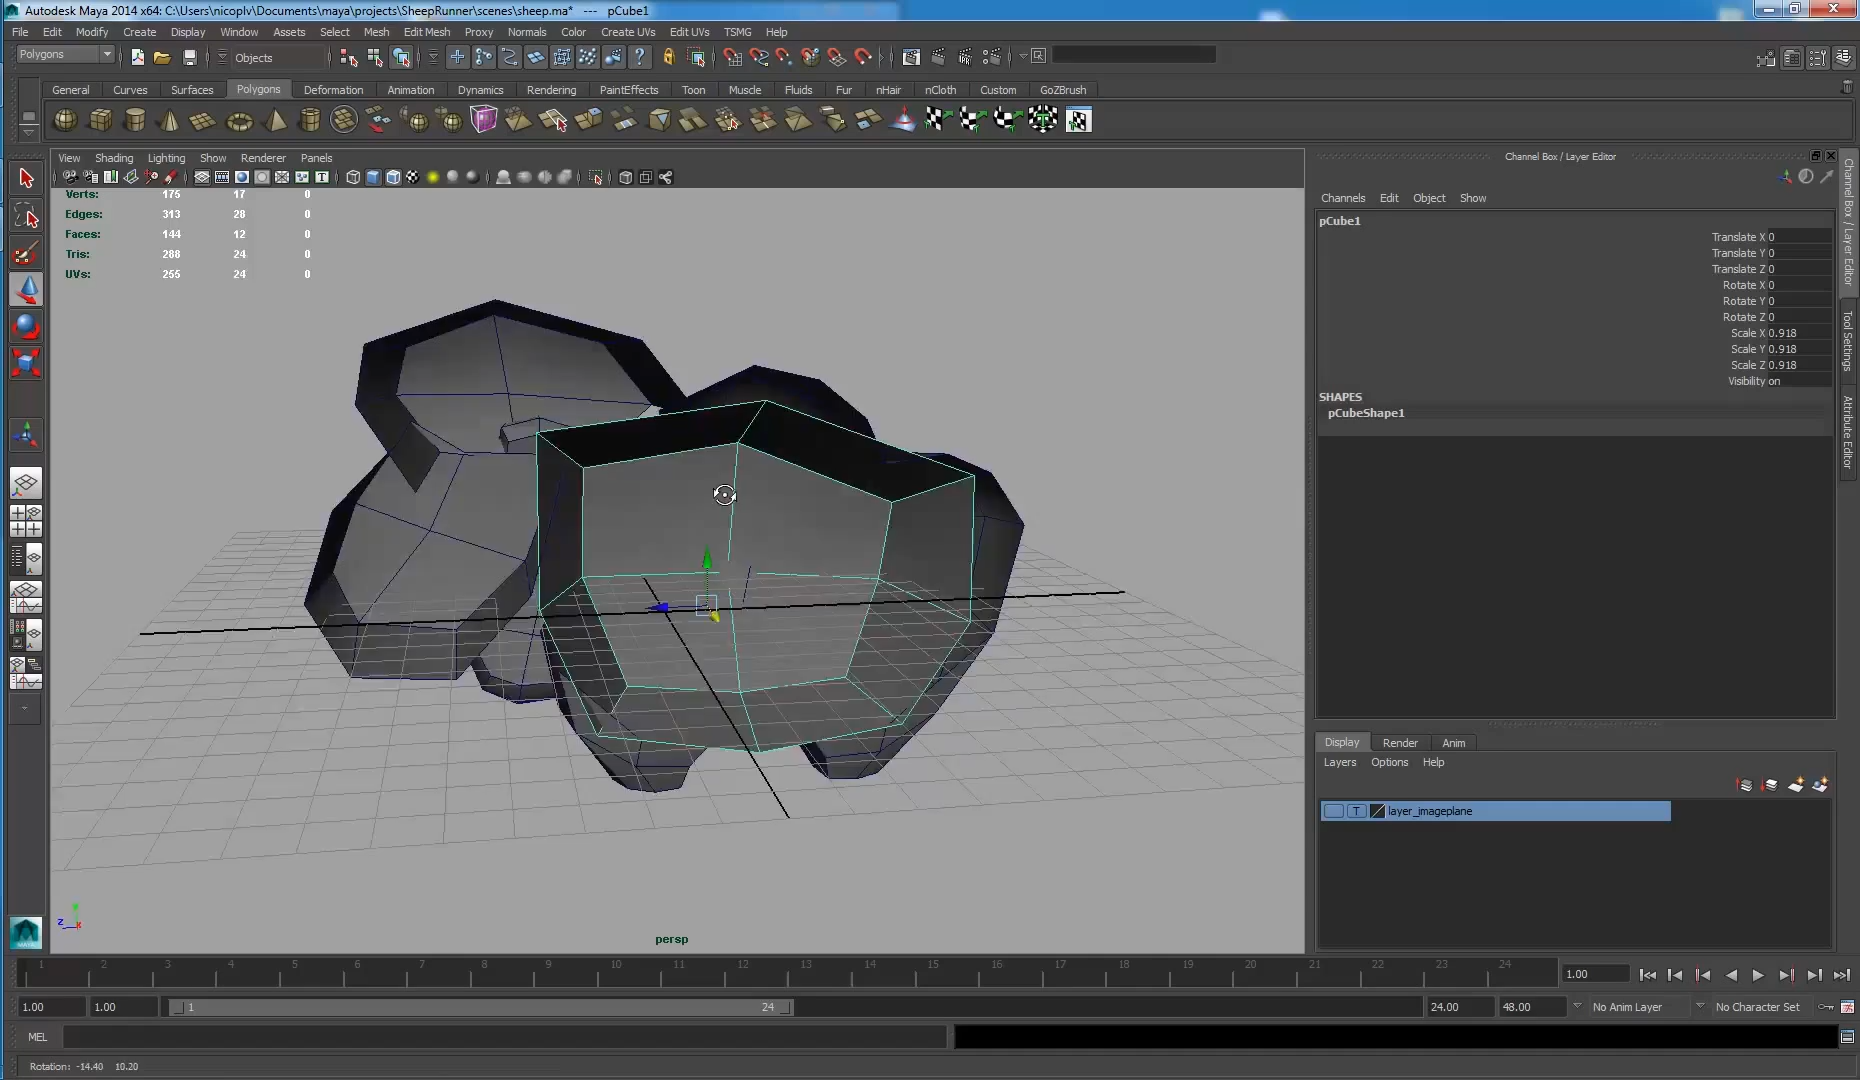 Autodesk Maya 2014 x64: C:\Users\nicoplv\Documents\maya\projects\SheepRunner\scenes\sheep.ma* --- pCube1
File Edit Modify Create Display Window Assets Select Mesh Edit Mesh Proxy Normals Color Create UVs Edit UVs TSMG Help
Polygons Objects
General Curves Surfaces Polygons Deformation Animation Dynamics Rendering PaintEffects Toon Muscle Fluids Fur nHair nCloth Custom GoZBrush
View Shading Lighting Show Renderer Panels
Verts: 175 17 0
Edges: 313 28 0
Faces: 144 12 0
Tris: 288 24 0
UVs: 255 24 0
persp
Channel Box / Layer Editor
Channels Edit Object Show
pCube1
Translate X 0
Translate Y 0
Translate Z 0
Rotate X 0
Rotate Y 0
Rotate Z 0
Scale X 0.918
Scale Y 0.918
Scale Z 0.918
Visibility on
SHAPES
pCubeShape1
Display Render Anim
Layers Options Help
T layer_imageplane
Channel Box / Layer Editor
Tool Settings
Attribute Editor
1 2 3 4 5 6 7 8 9 10 11 12 13 14 15 16 17 18 19 20 21 22 23 24 1.00
1.00 1.00 1 24 24.00 48.00 No Anim Layer No Character Set
MEL
Rotation: -14.40 10.20